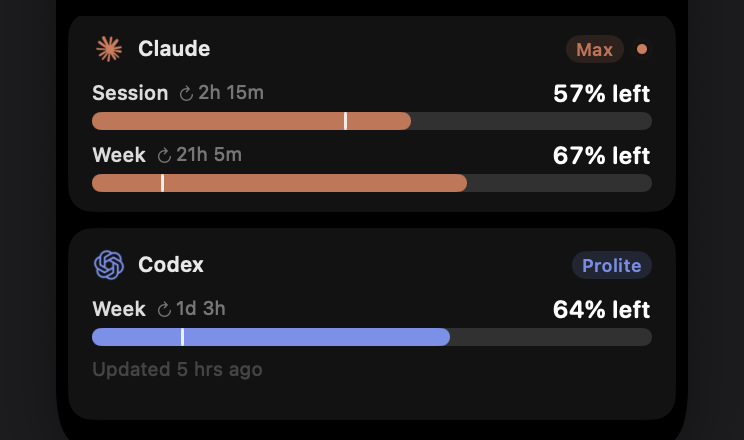 Claude Max
Session 2h 15m 57% left
Week 21h 5m 67% left
Codex Prolite
Week 1d 3h 64% left
Updated 5 hrs ago